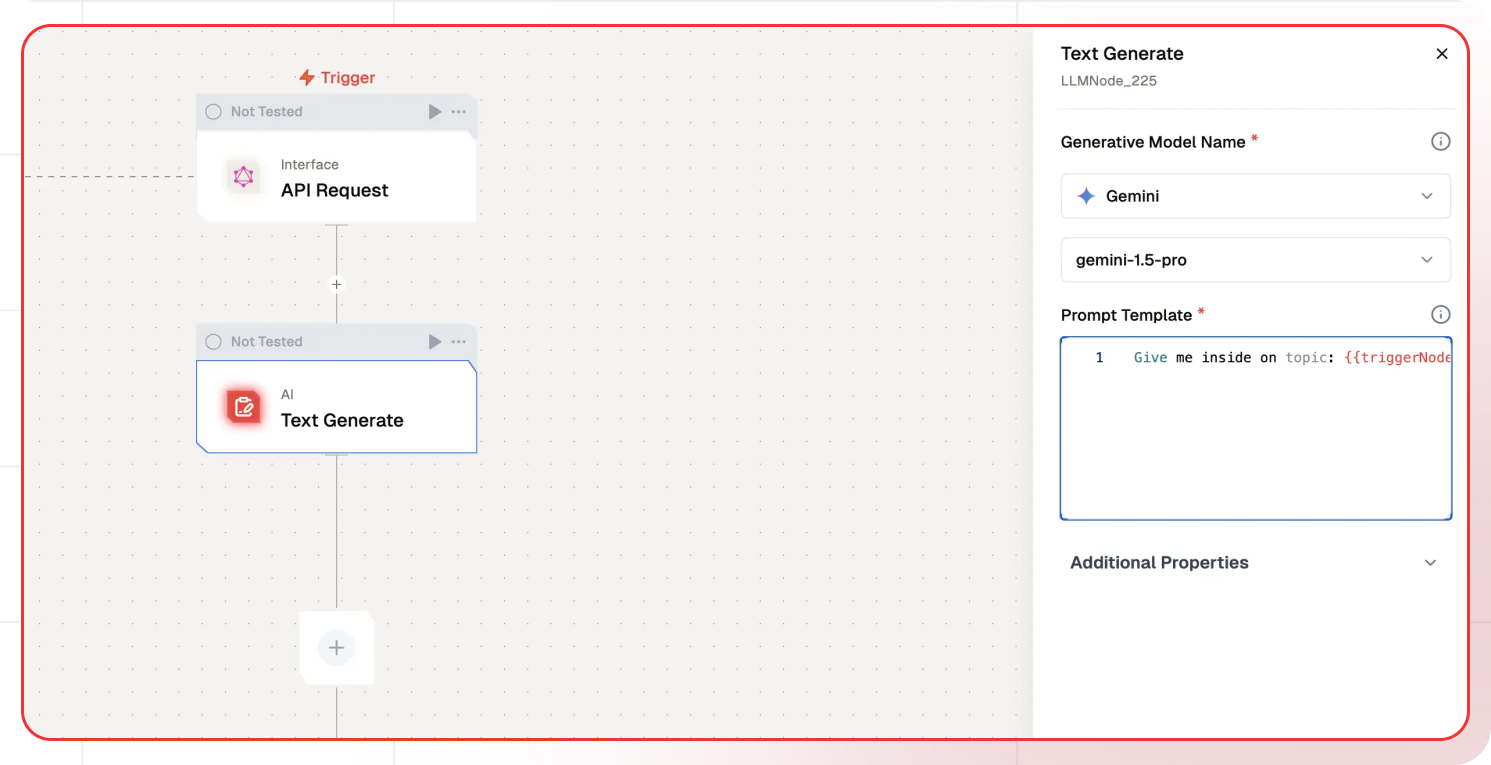 Trigger
Not Tested
Interface
API Request
Not Tested
AI
Text Generate
Text Generate
LLMNode_225
Generative Model Name *
Gemini
gemini-1.5-pro
Prompt Template *
1 Give me inside on topic: {{triggerNode
Additional Properties